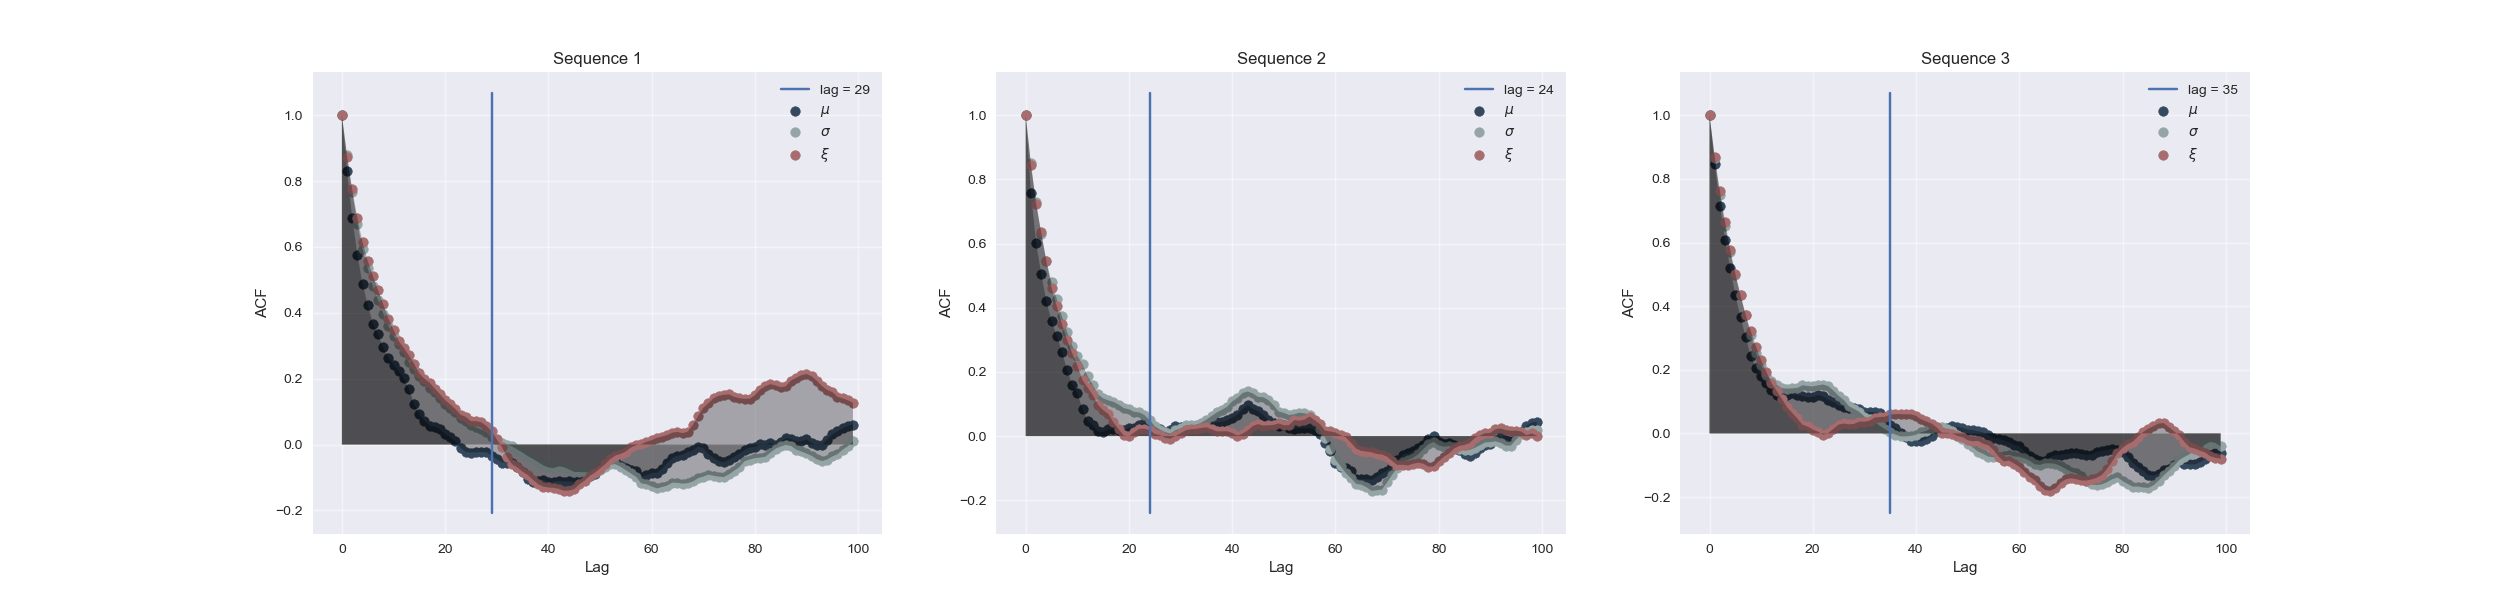 Sequence 1
lag = 29
μ
σ
ξ
1.0
0.8
0.6
0.4
0.2
0.0
−0.2
ACF
0 20 40 60 80 100
Lag
Sequence 2
lag = 24
μ
σ
ξ
1.0
0.8
0.6
0.4
0.2
0.0
−0.2
ACF
0 20 40 60 80 100
Lag
Sequence 3
lag = 35
μ
σ
ξ
1.0
0.8
0.6
0.4
0.2
0.0
−0.2
ACF
0 20 40 60 80 100
Lag